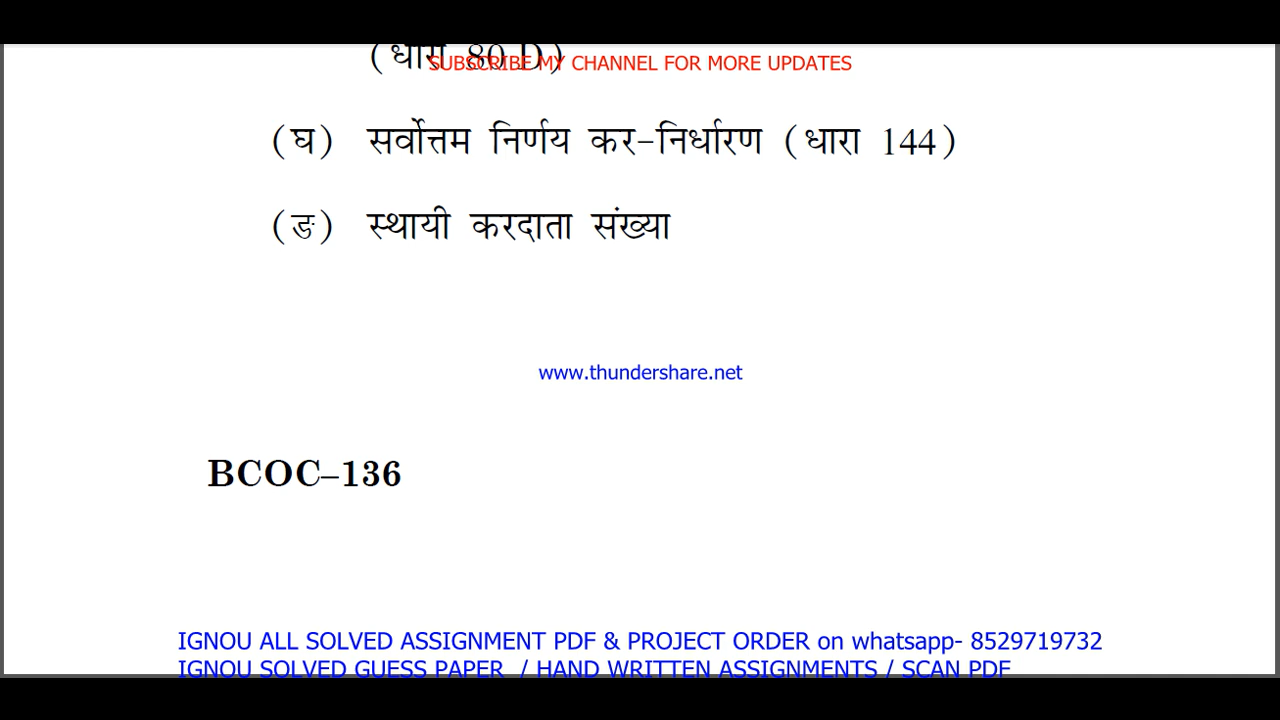 (धारा 80 D)
SUBSCRIBE MY CHANNEL FOR MORE UPDATES
(घ) सर्वोत्तम निर्णय कर-निर्धारण (धारा 144)
(ङ) स्थायी करदाता संख्या
www.thundershare.net
BCOC–136
IGNOU ALL SOLVED ASSIGNMENT PDF & PROJECT ORDER on whatsapp- 8529719732
IGNOU SOLVED GUESS PAPER / HAND WRITTEN ASSIGNMENTS / SCAN PDF